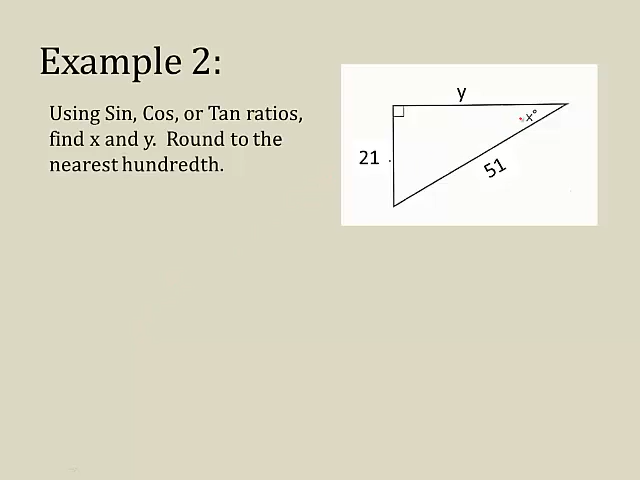 Example 2:
Using Sin, Cos, or Tan ratios,
find x and y. Round to the
nearest hundredth.
y
x°
21
51